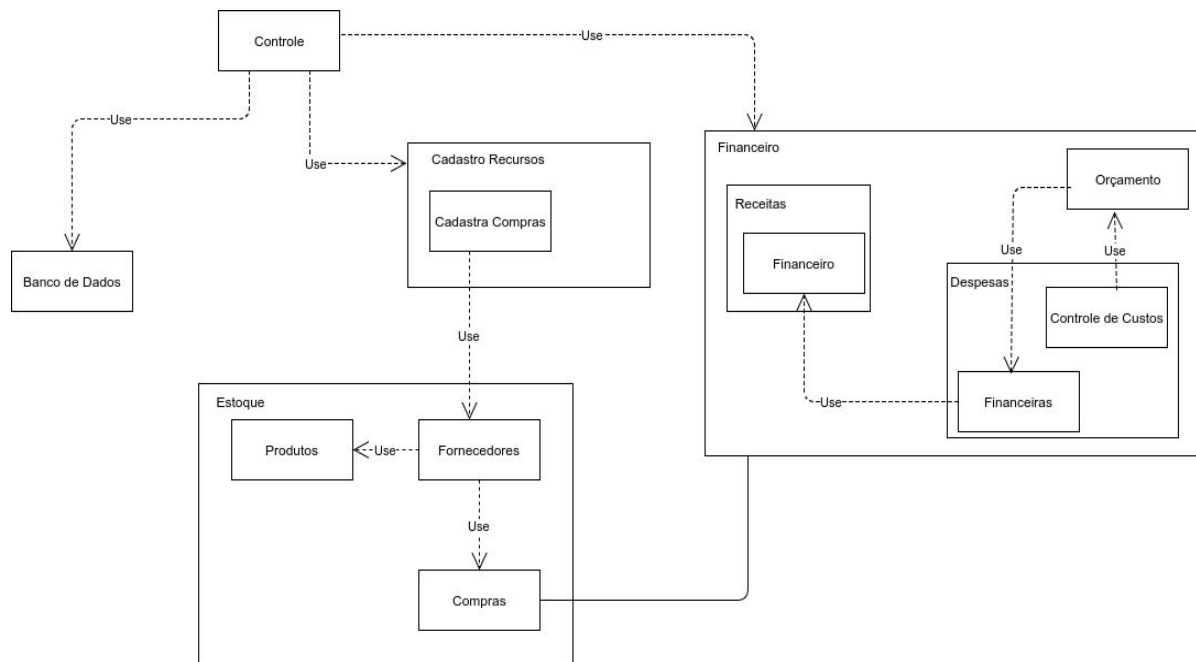 Controle
Use
Use
Use
Cadastro Recursos
Cadastra Compras
Banco de Dados
Financeiro
Orçamento
Receitas
Financeiro
Use
Use
Despesas
Controle de Custos
Use
Financeiras
Use
Estoque
Produtos
Use
Fornecedores
Use
Compras